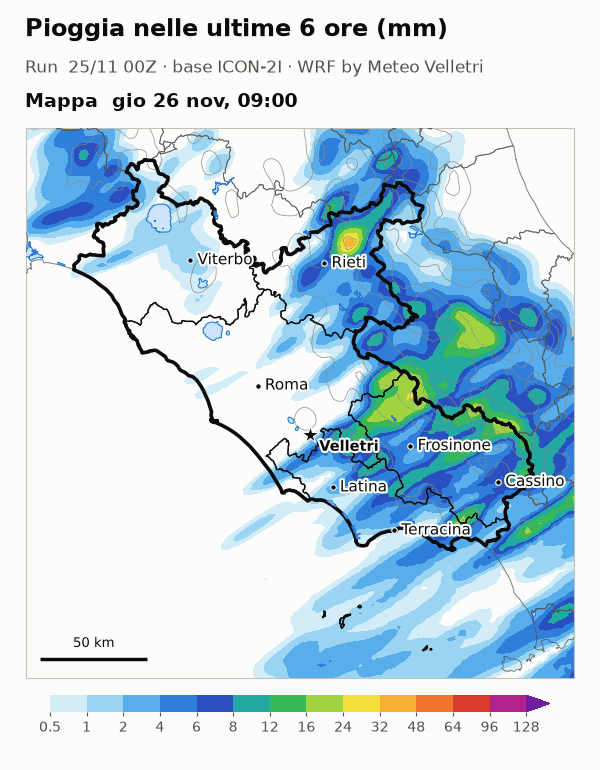 Pioggia nelle ultime 6 ore (mm)
Run  25/11 00Z · base ICON-2I · WRF by Meteo Velletri
Mappa  gio 26 nov, 09:00
Viterbo
Rieti
Roma
Velletri
Frosinone
Latina
Cassino
Terracina
50 km
0.5 1 2 4 6 8 12 16 24 32 48 64 96 128